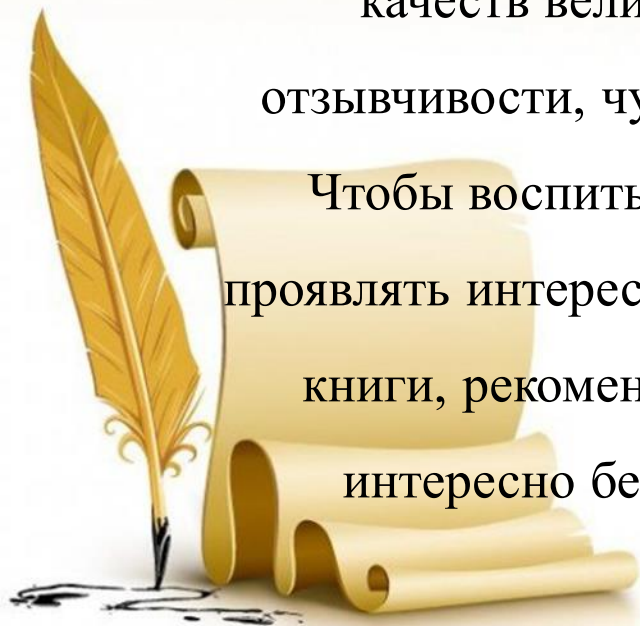 качеств вели
отзывчивости, чу
Чтобы воспить
проявлять интерес
книги, рекомен
интересно бе